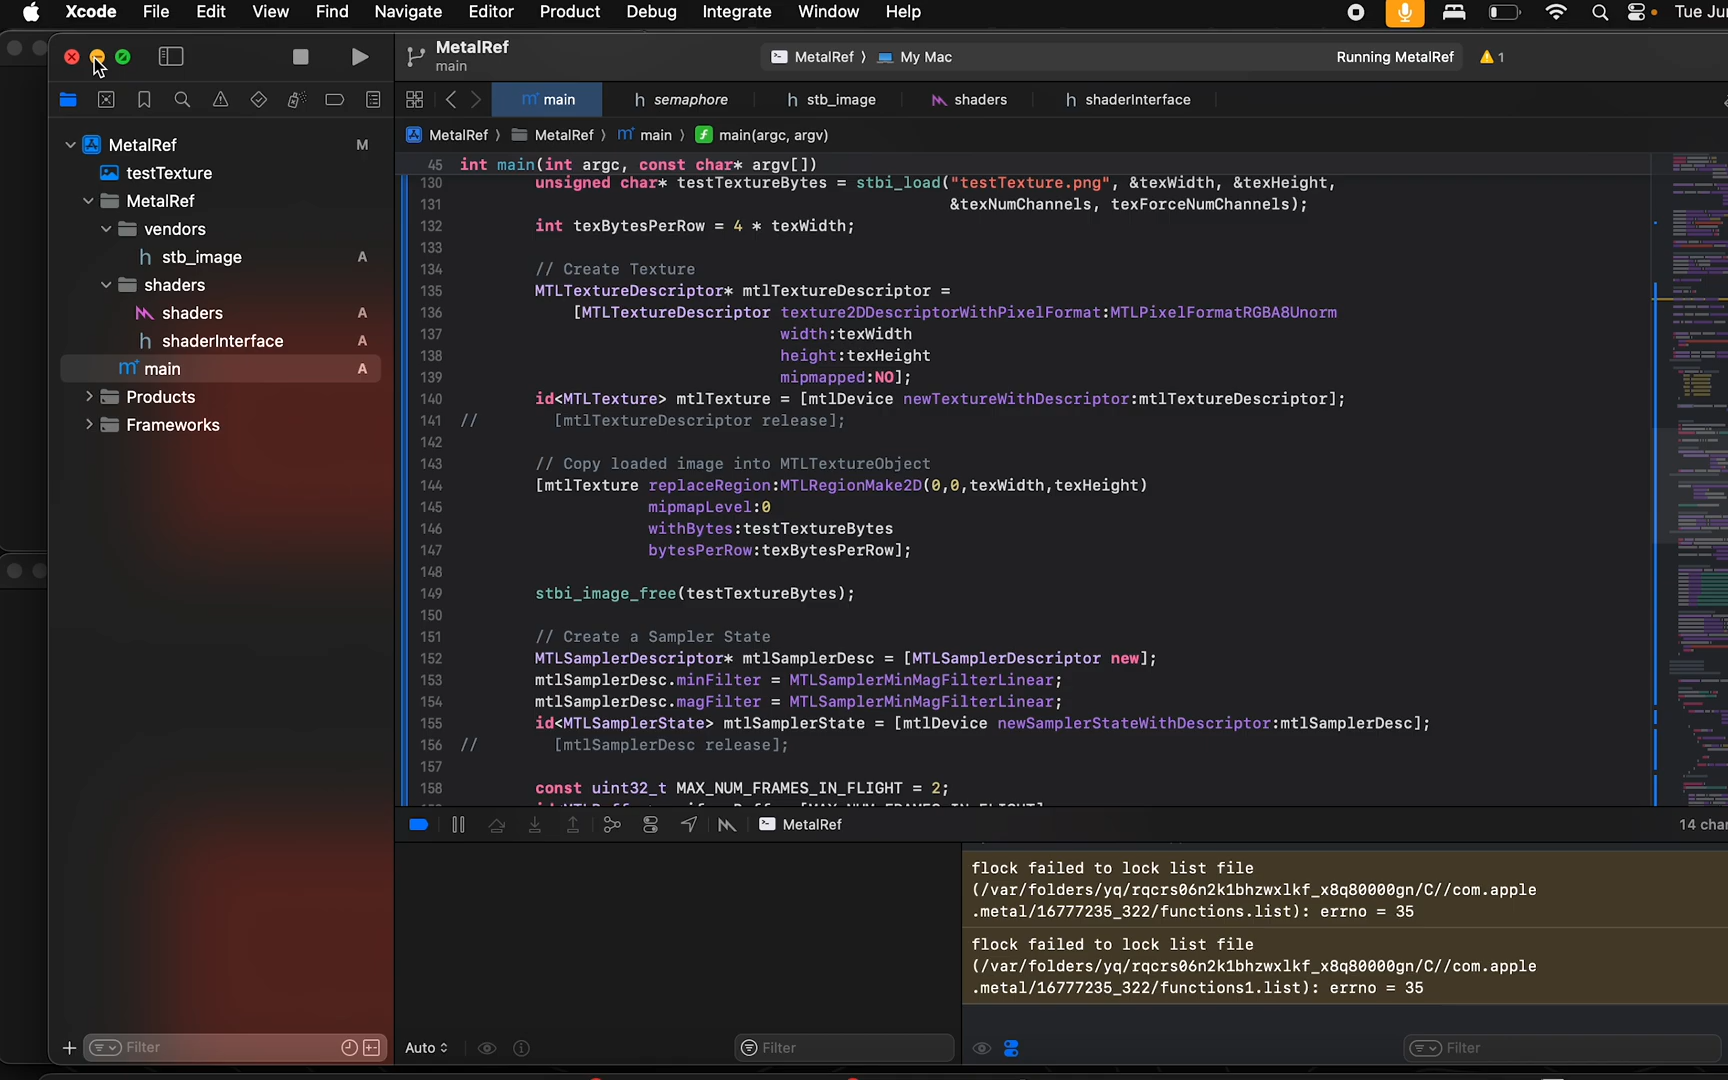 Xcode File Edit View Find Navigate Editor Product Debug Integrate Window Help Tue Jun
MetalRef
main
MetalRef 〉 My Mac
Running MetalRef 1
main semaphore stb_image shaders shaderInterface
MetalRef 〉 MetalRef 〉 main 〉 main(argc, argv)
MetalRef M
testTexture
MetalRef
vendors
stb_image A
shaders
shaders A
shaderInterface A
main A
Products
Frameworks
Filter
45 int main(int argc, const char* argv[])
130 unsigned char* testTextureBytes = stbi_load("testTexture.png", &texWidth, &texHeight,
131 &texNumChannels, texForceNumChannels);
132 int texBytesPerRow = 4 * texWidth;
133
134 // Create Texture
135 MTLTextureDescriptor* mtlTextureDescriptor =
136 [MTLTextureDescriptor texture2DDescriptorWithPixelFormat:MTLPixelFormatRGBA8Unorm
137 width:texWidth
138 height:texHeight
139 mipmapped:NO];
140 id<MTLTexture> mtlTexture = [mtlDevice newTextureWithDescriptor:mtlTextureDescriptor];
141 // [mtlTextureDescriptor release];
142
143 // Copy loaded image into MTLTextureObject
144 [mtlTexture replaceRegion:MTLRegionMake2D(0,0,texWidth,texHeight)
145 mipmapLevel:0
146 withBytes:testTextureBytes
147 bytesPerRow:texBytesPerRow];
148
149 stbi_image_free(testTextureBytes);
150
151 // Create a Sampler State
152 MTLSamplerDescriptor* mtlSamplerDesc = [MTLSamplerDescriptor new];
153 mtlSamplerDesc.minFilter = MTLSamplerMinMagFilterLinear;
154 mtlSamplerDesc.magFilter = MTLSamplerMinMagFilterLinear;
155 id<MTLSamplerState> mtlSamplerState = [mtlDevice newSamplerStateWithDescriptor:mtlSamplerDesc];
156 // [mtlSamplerDesc release];
157
158 const uint32_t MAX_NUM_FRAMES_IN_FLIGHT = 2;
MetalRef 14 char
flock failed to lock list file
(/var/folders/yq/rqcrs06n2k1bhzwxlkf_x8q80000gn/C//com.apple
.metal/16777235_322/functions.list): errno = 35
flock failed to lock list file
(/var/folders/yq/rqcrs06n2k1bhzwxlkf_x8q80000gn/C//com.apple
.metal/16777235_322/functions1.list): errno = 35
Auto Filter Filter